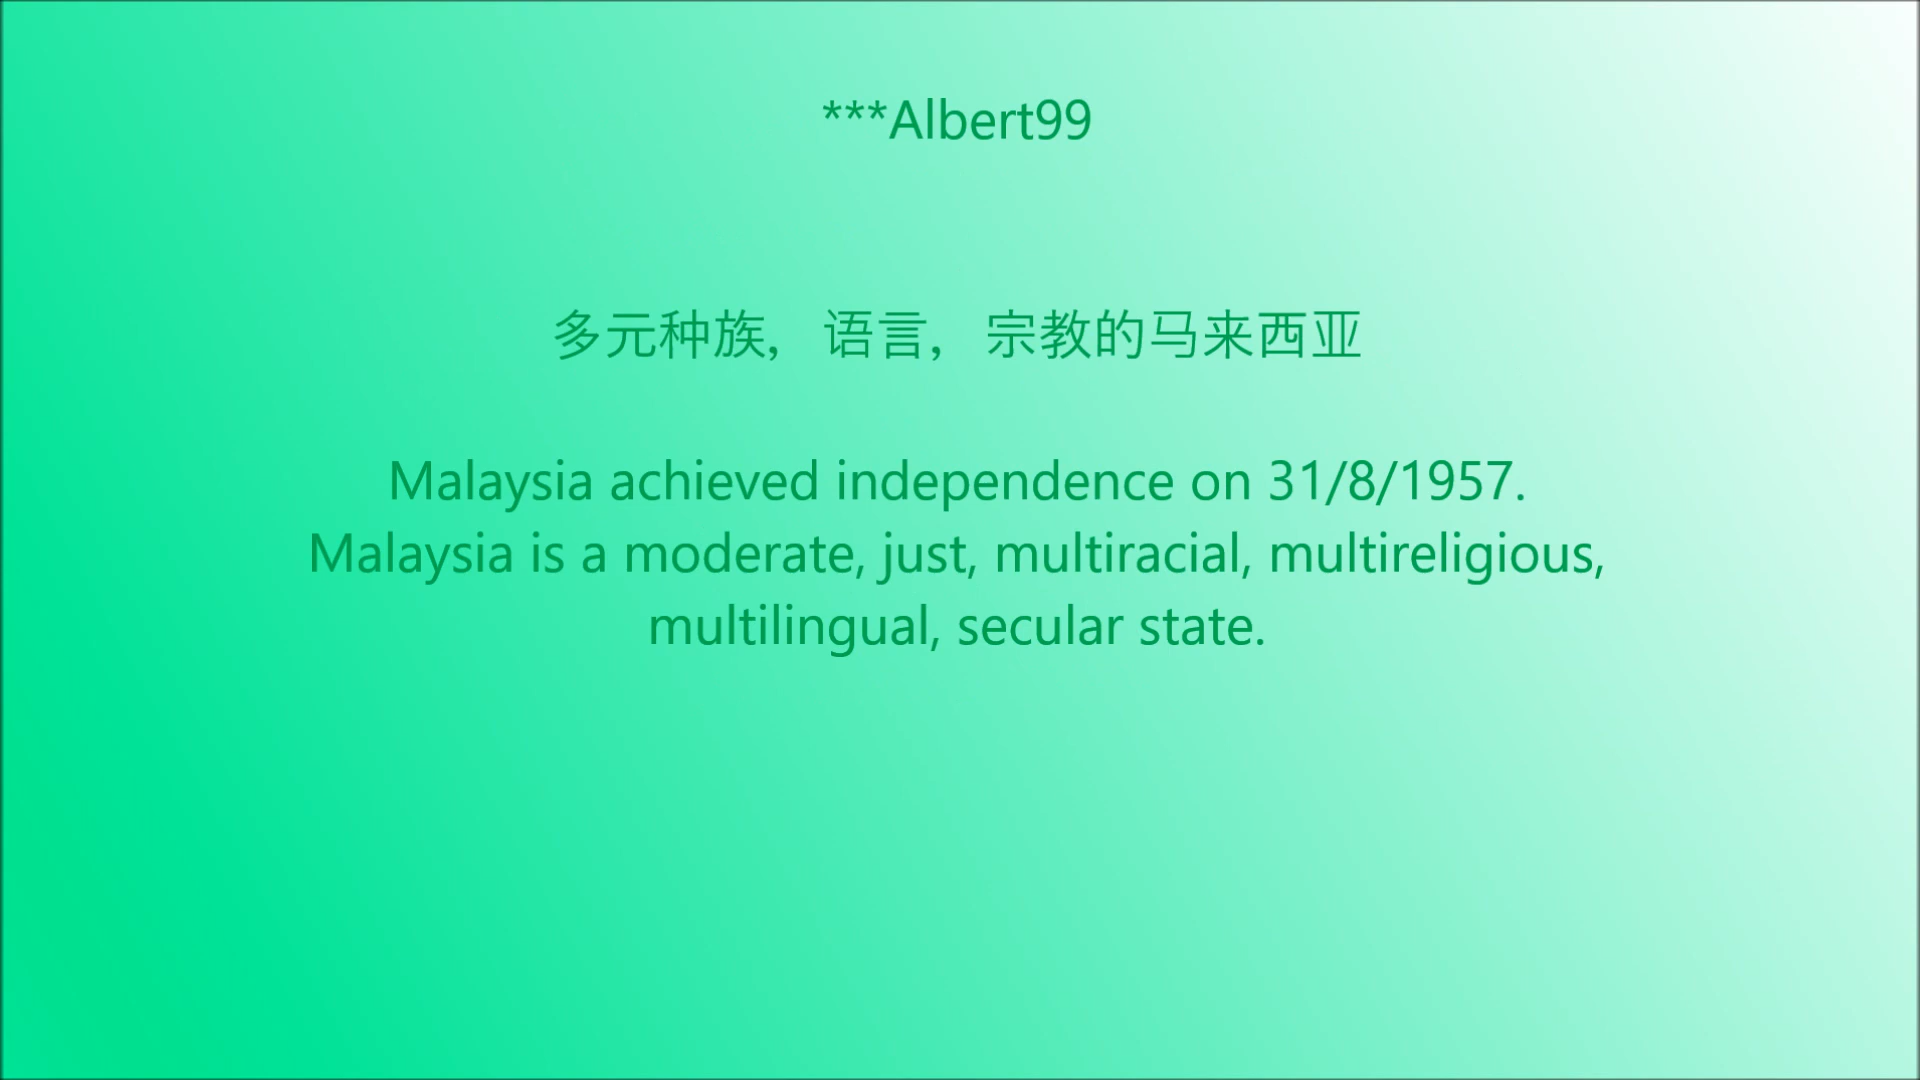 ***Albert99
多元种族，语言，宗教的马来西亚
Malaysia achieved independence on 31/8/1957.
Malaysia is a moderate, just, multiracial, multireligious,
multilingual, secular state.